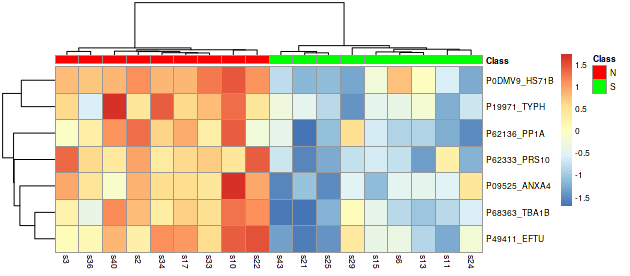 Class
P0DMV9_HS71B
P19971_TYPH
P62136_PP1A
P62333_PRS10
P09525_ANXA4
P68363_TBA1B
P49411_EFTU
s3 s36 s40 s2 s34 s17 s33 s10 s22 s43 s21 s25 s29 s15 s6 s13 s11 s24
1.5
1
0.5
0
-0.5
-1
-1.5
Class
N
S